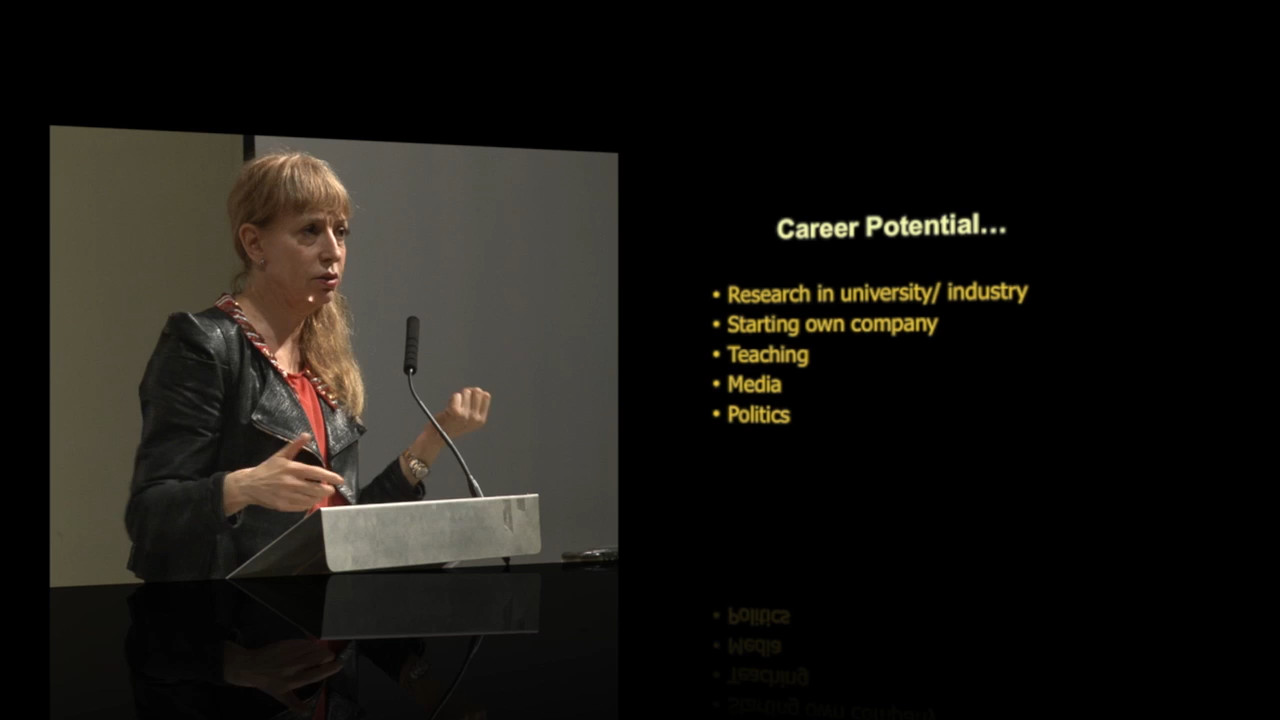 Career Potential…
• Research in university/ industry
• Starting own company
• Teaching
• Media
• Politics